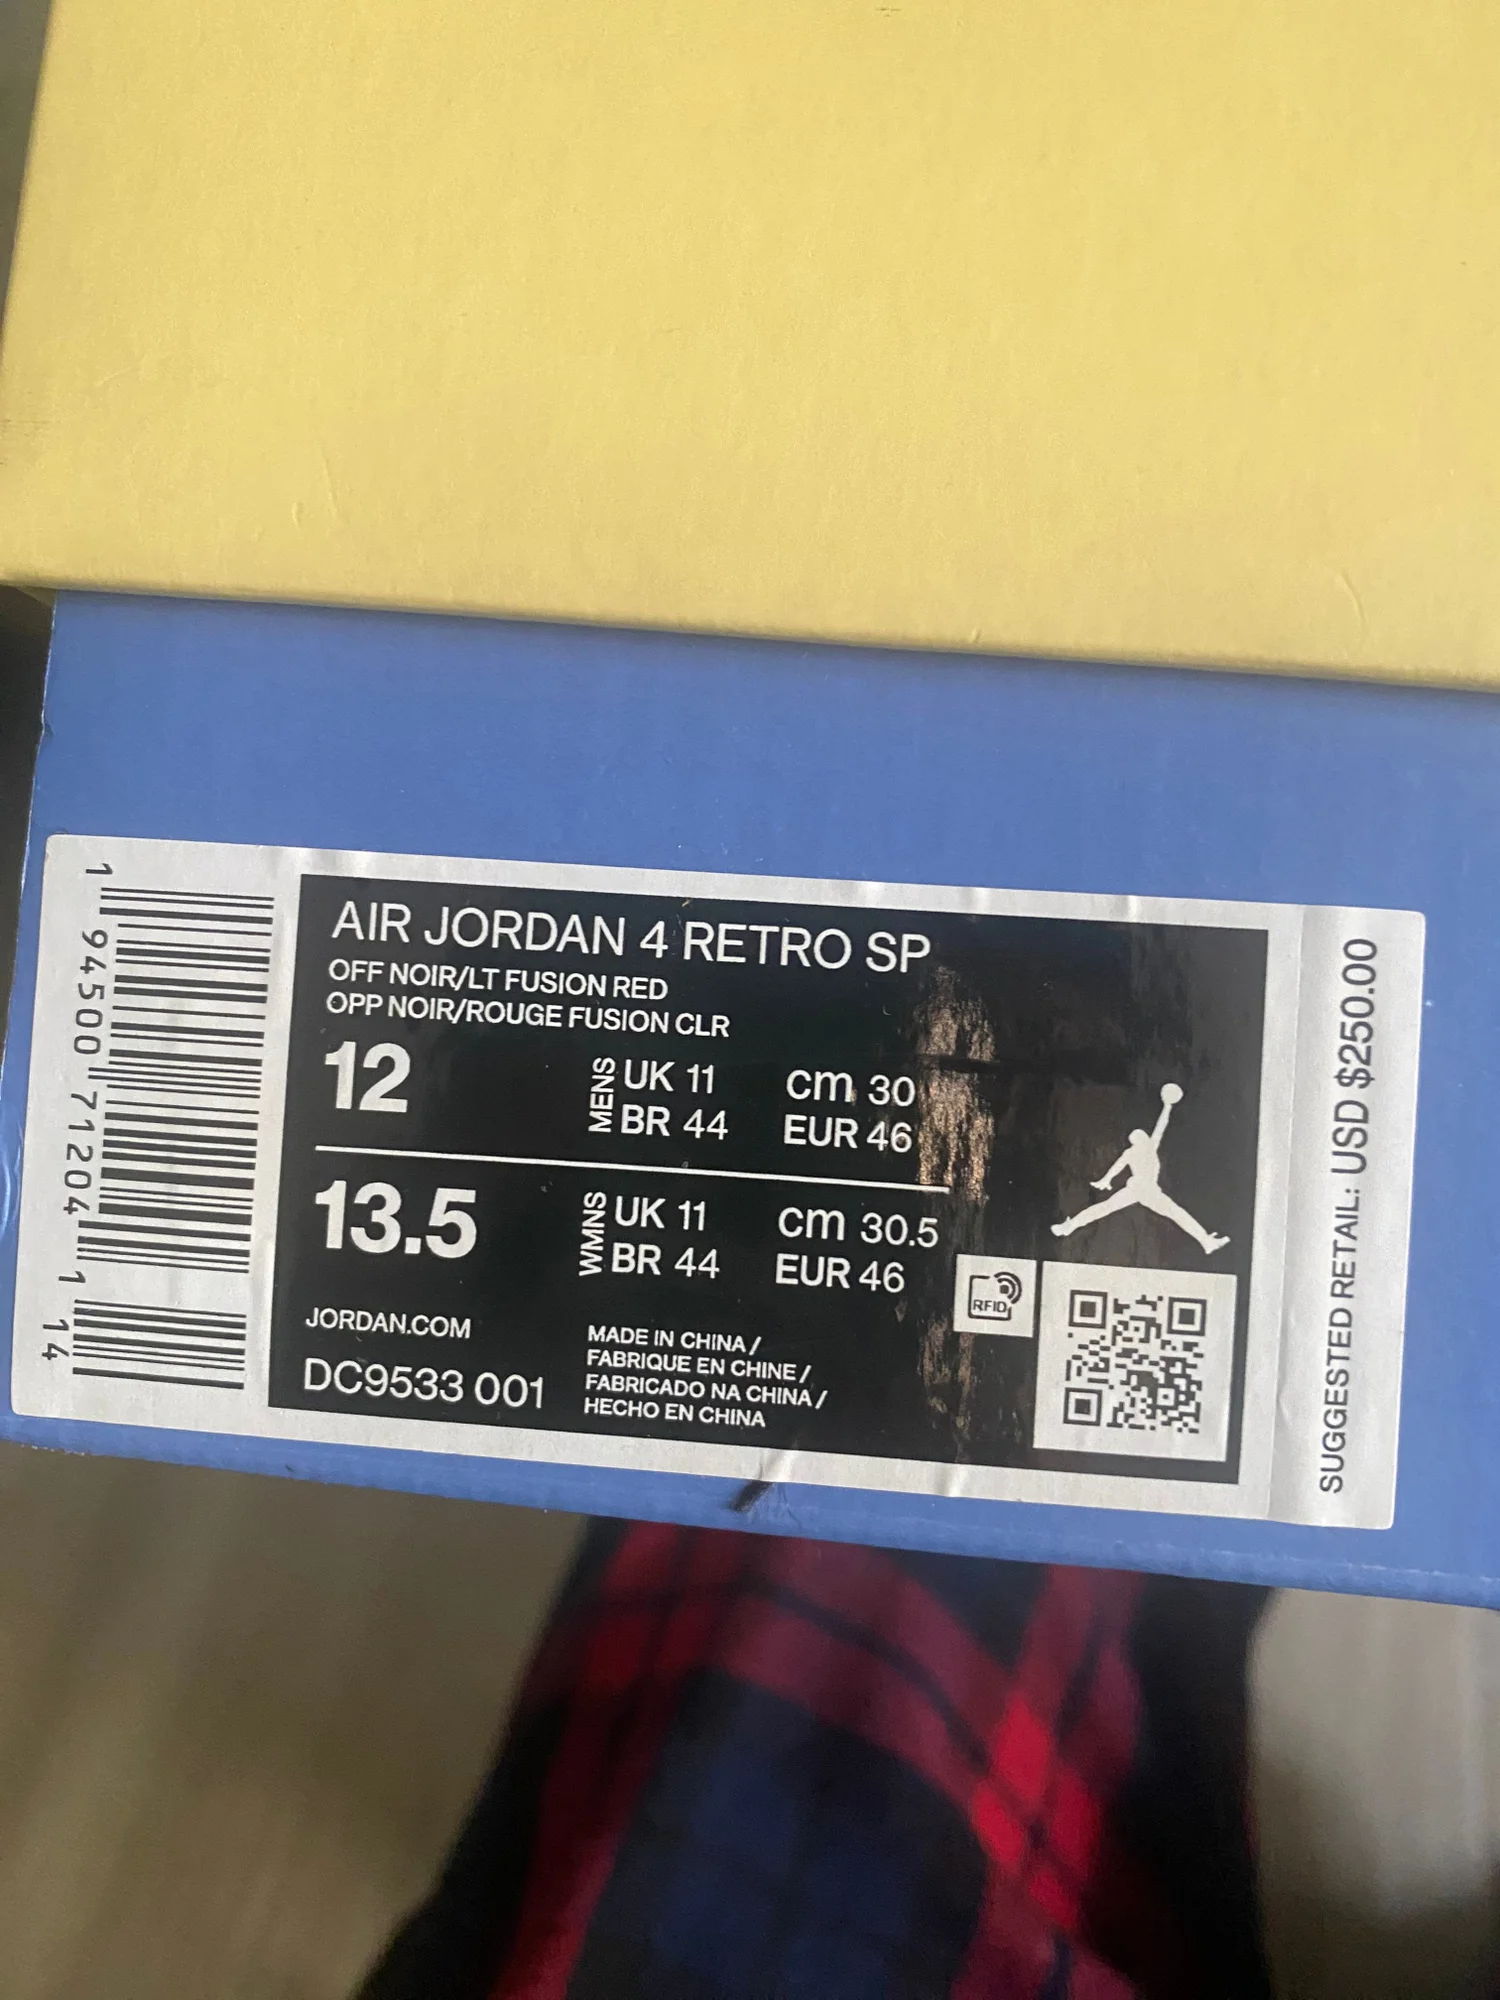 AIR JORDAN 4 RETRO SP
OFF NOIR/LT FUSION RED
OPP NOIR/ROUGE FUSION CLR
12
MENS
UK 11
cm 30
BR 44
EUR 46
13.5
WMNS
UK 11
cm 30.5
BR 44
EUR 46
JORDAN.COM
DC9533 001
MADE IN CHINA /
FABRIQUE EN CHINE /
FABRICADO NA CHINA /
HECHO EN CHINA
RFID
SUGGESTED RETAIL: USD $250.00
1 94500 71204 1 14